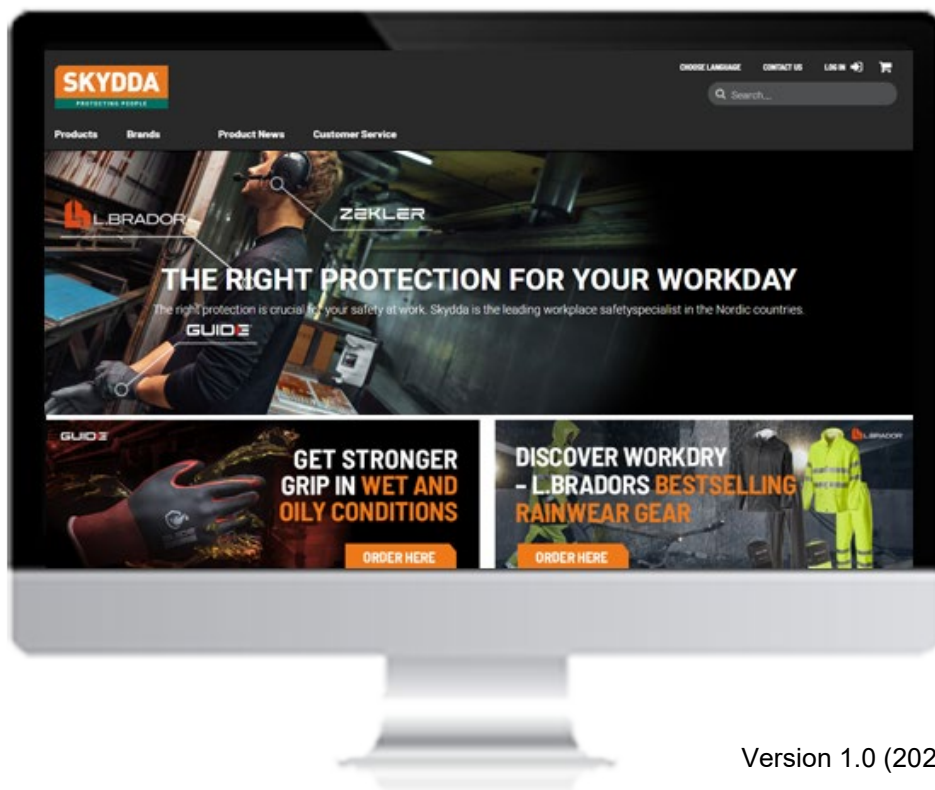 SKYDDA
PROTECTING PEOPLE
CHOOSE LANGUAGE CONTACT US LOG IN
Search...
Products Brands Product News Customer Service
L.BRADOR
ZEKLER
THE RIGHT PROTECTION FOR YOUR WORKDAY
The right protection is crucial for your safety at work. Skydda is the leading workplace safetyspecialist in the Nordic countries.
GUIDE
GUIDE
GET STRONGER
GRIP IN WET AND
OILY CONDITIONS
ORDER HERE
L.BRADOR
DISCOVER WORKDRY
– L.BRADORS BESTSELLING
RAINWEAR GEAR
ORDER HERE
Version 1.0 (202